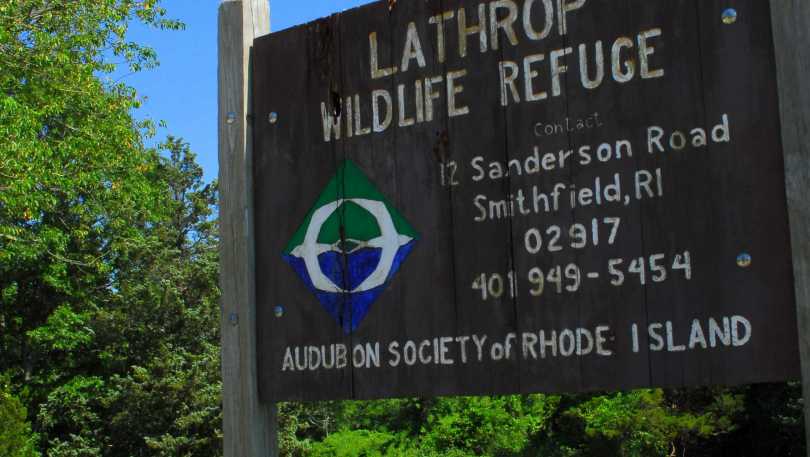 LATHROP
WILDLIFE REFUGE
Contact
12 Sanderson Road
Smithfield, RI
02917
401 949-5454
AUDUBON SOCIETY of RHODE ISLAND